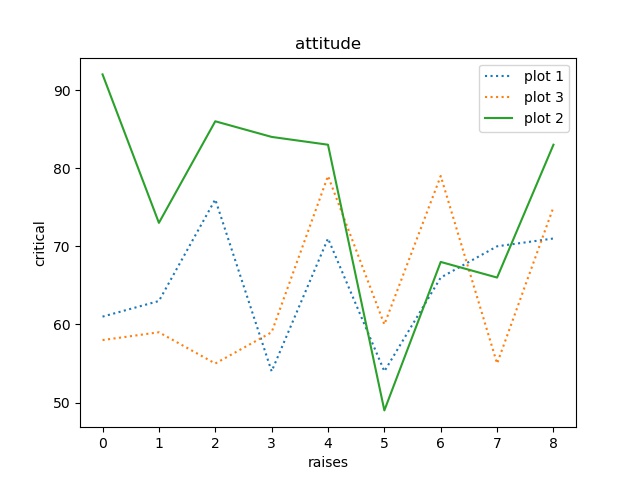 attitude
plot 1
plot 3
plot 2
critical
90
80
70
60
50
0 1 2 3 4 5 6 7 8
raises